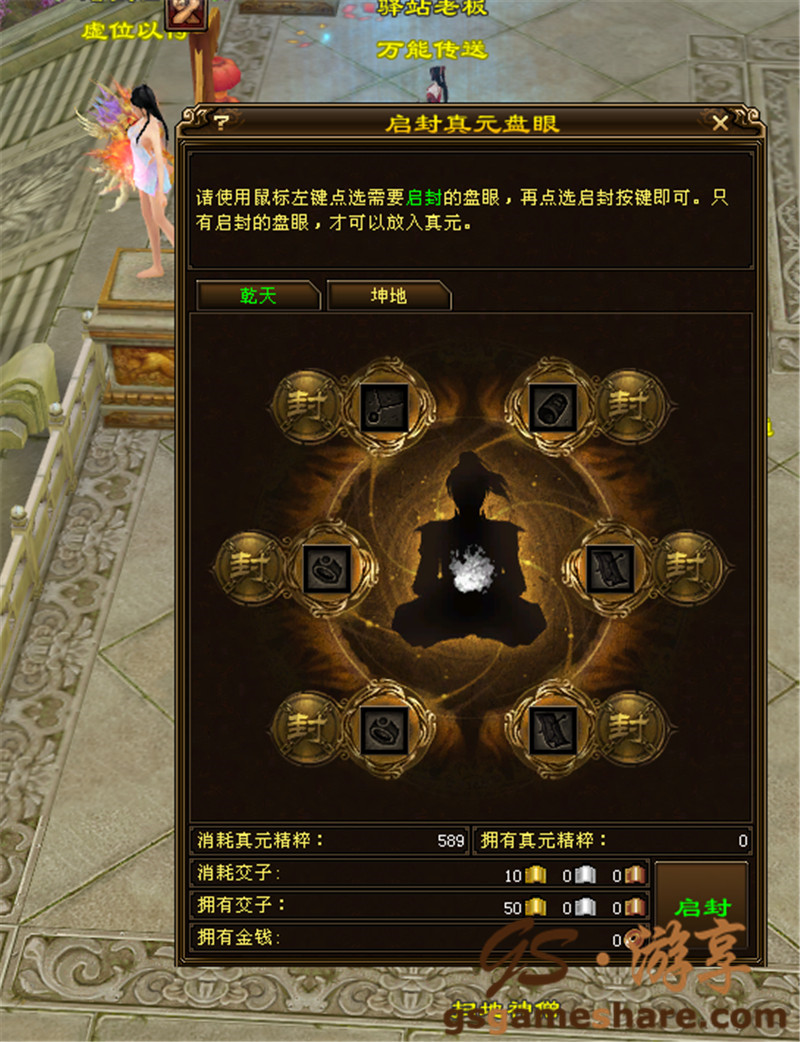 驿站老板
虚位以待
万能传送
?
启封真元盘眼
请使用鼠标左键点选需要启封的盘眼，再点选启封按键即可。只
有启封的盘眼，才可以放入真元。
乾天
坤地
封 封
封 封
封 封
消耗真元精粹： 589 拥有真元精粹： 0
消耗交子: 10 0 0
拥有交子： 50 0 0
启封
拥有金钱: 0
GS·游享
gsgameshare.com